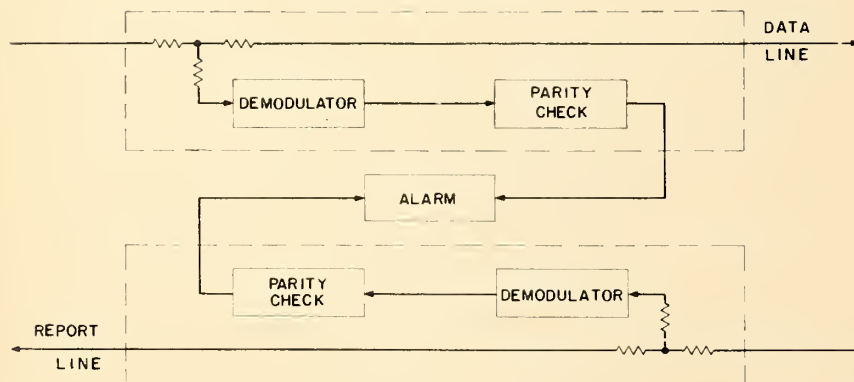 DATA
LINE
DEMODULATOR
PARITY
CHECK
ALARM
PARITY
CHECK
DEMODULATOR
REPORT
LINE